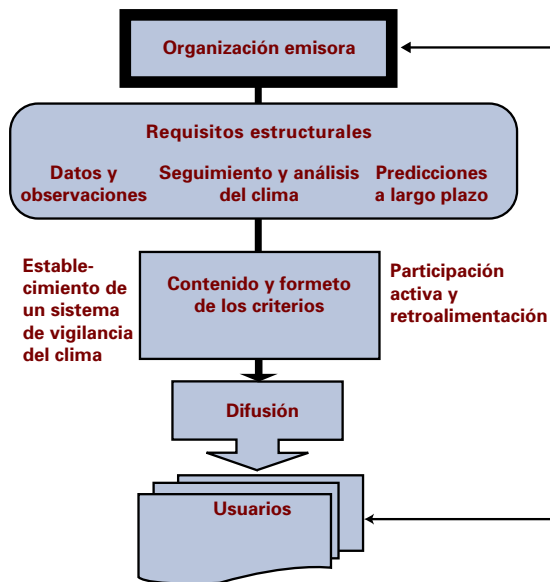 Organización emisora
Requisitos estructurales
Datos y
observaciones
Seguimiento y análisis
del clima
Predicciones
a largo plazo
Estable-
cimiento de
un sistema
de vigilancia
del clima
Contenido y formeto
de los criterios
Participación
activa y
retroalimentación
Difusión
Usuarios